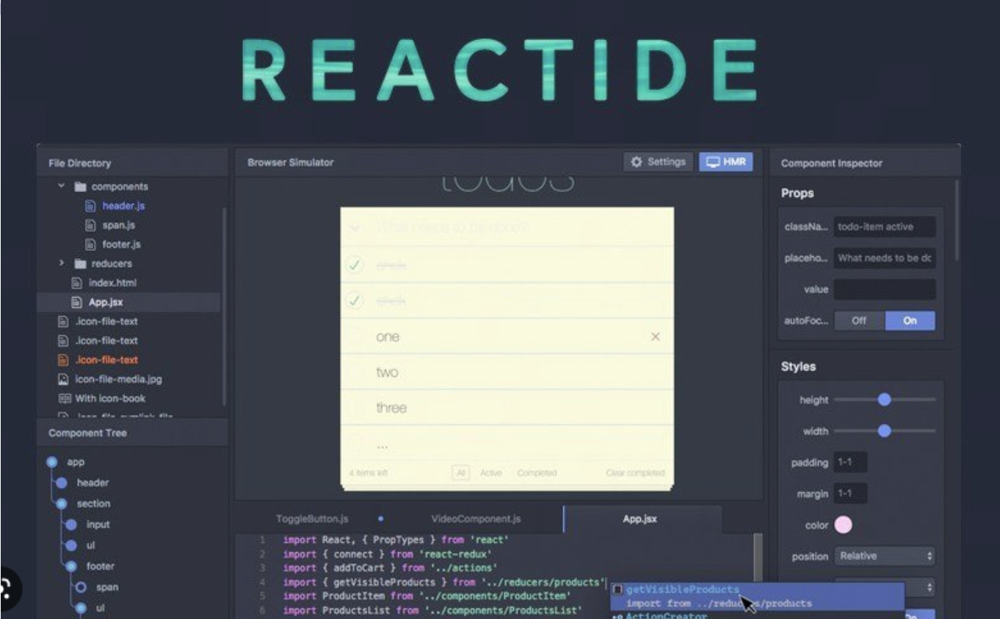 REACTIDE
File Directory
components
header.js
span.js
footer.js
reducers
index.html
App.jsx
.icon-file-text
.icon-file-text
.icon-file-text
icon-file-media.jpg
With icon-book
Component Tree
app
header
section
input
ul
footer
span
ul
Browser Simulator
Settings
HMR
todos
What needs to be done?
one
two
three
...
4 items left
All
Active
Completed
Clear completed
ToggleButton.js
VideoComponent.js
App.jsx
1 import React, { PropTypes } from 'react'
2 import { connect } from 'react-redux'
3 import { addToCart } from '../actions'
4 import { getVisibleProducts } from '../reducers/products'
5 import ProductItem from '../components/ProductItem'
6 import ProductsList from '../components/ProductsList'
getVisibleProducts
import from ../reducers/products
ActionCreator
Component Inspector
Props
classNa... todo-item active
placeho... What needs to be dc
value
autoFoc... Off On
Styles
height
width
padding 1-1
margin 1-1
color
position Relative
On